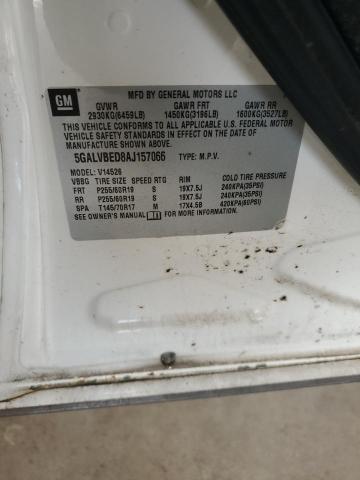 GM
MFD BY GENERAL MOTORS LLC
GVWR GAWR FRT GAWR RR
2930KG(6459LB) 1450KG(3196LB) 1600KG(3527LB)
THIS VEHICLE CONFORMS TO ALL APPLICABLE U.S. FEDERAL MOTOR
VEHICLE SAFETY STANDARDS IN EFFECT ON THE DATE OF
MANUFACTURE SHOWN ABOVE.
5GALVBED8AJ157066 TYPE: M.P.V.
MODEL: V14526
VBBG TIRE SIZE SPEED RTG RIM COLD TIRE PRESSURE
FRT P255/60R19 S 19X7.5J 240KPA(35PSI)
RR P255/60R19 S 19X7.5J 240KPA(35PSI)
SPA T145/70R17 M 17X4.5B 420KPA(60PSI)
SEE OWNER'S MANUAL FOR MORE INFORMATION.